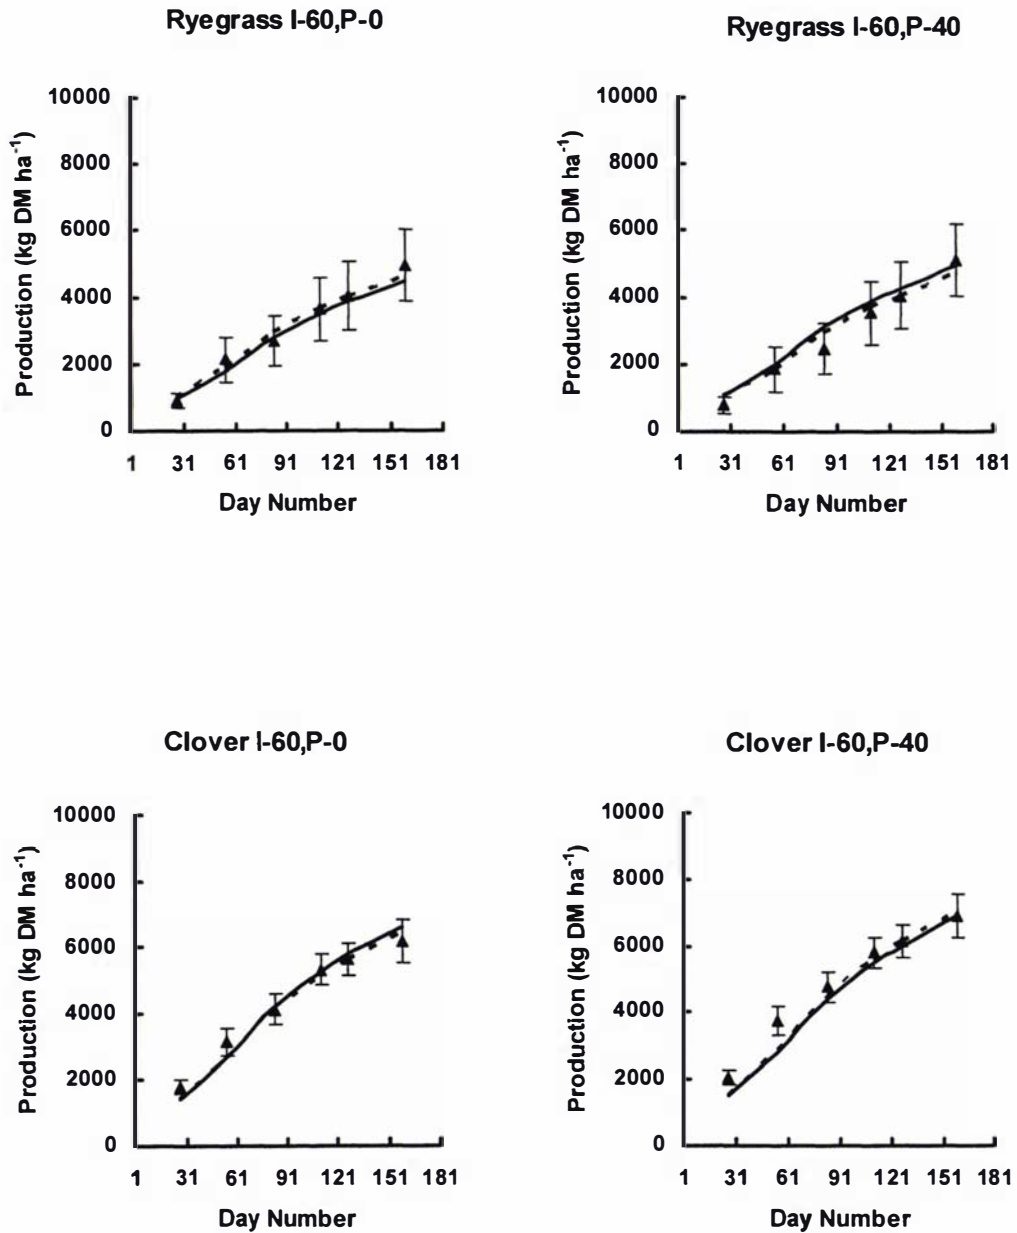 Ryegrass I-60,P-0
Production (kg DM ha-1)
10000
8000
6000
4000
2000
0
1 31 61 91 121 151 181
Day Number
Ryegrass I-60,P-40
Production (kg DM ha-1)
10000
8000
6000
4000
2000
0
1 31 61 91 121 151 181
Day Number
Clover I-60,P-0
Production (kg DM ha-1)
10000
8000
6000
4000
2000
0
1 31 61 91 121 151 181
Day Number
Clover I-60,P-40
Production (kg DM ha-1)
10000
8000
6000
4000
2000
0
1 31 61 91 121 151 181
Day Number